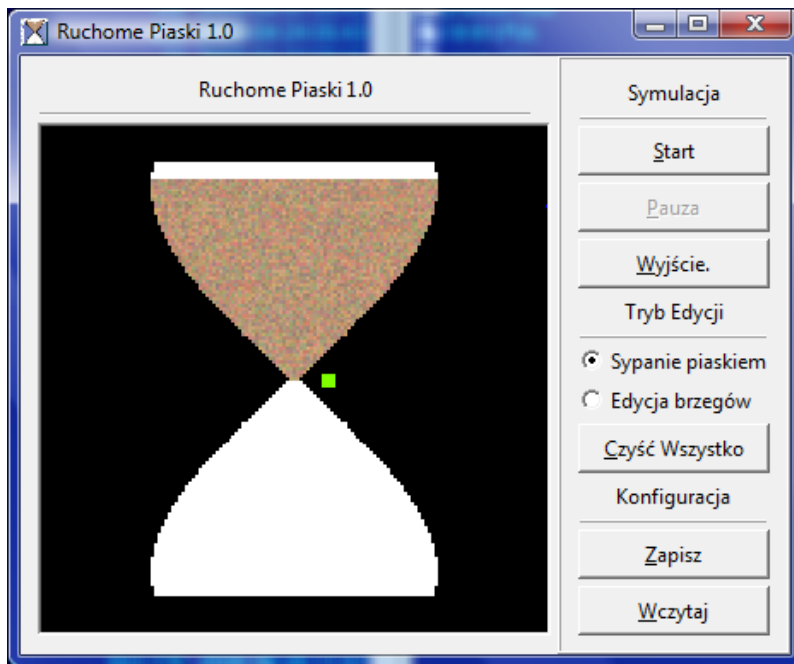 Ruchome Piaski 1.0
Ruchome Piaski 1.0
Symulacja
Start
Pauza
Wyjście.
Tryb Edycji
Sypanie piaskiem
Edycja brzegów
Czyść Wszystko
Konfiguracja
Zapisz
Wczytaj